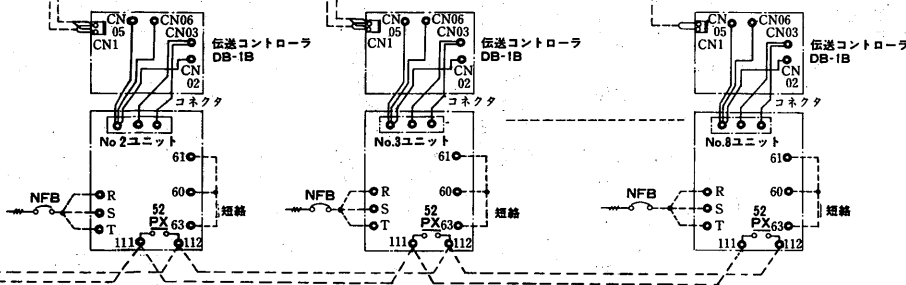 CN
05
CN06
CN03
CN1
CN
02
伝送コントローラ
DB-1B
コネクタ
No 2ユニット
61
NFB
R
S
T
60
短絡
52
PX
63
111
112
CN
05
CN06
CN03
CN1
CN
02
伝送コントローラ
DB-1B
コネクタ
No.3ユニット
61
NFB
R
S
T
60
短絡
52
PX
63
111
112
CN
05
CN06
CN03
CN1
CN
02
伝送コントローラ
DB-1B
コネクタ
No.8ユニット
61
NFB
R
S
T
60
短絡
52
PX
63
111
112